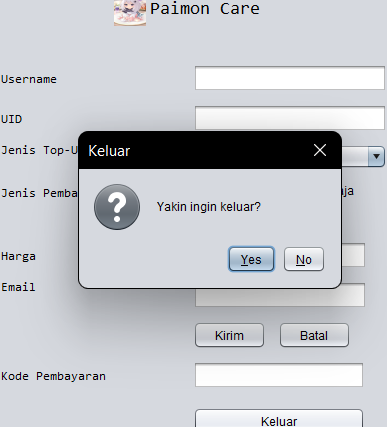 Paimon Care
Username
UID
Jenis Top-U
Keluar
Jenis Pemba
aja
Yakin ingin keluar?
Harga
Yes
No
Email
Kirim
Batal
Kode Pembayaran
Keluar